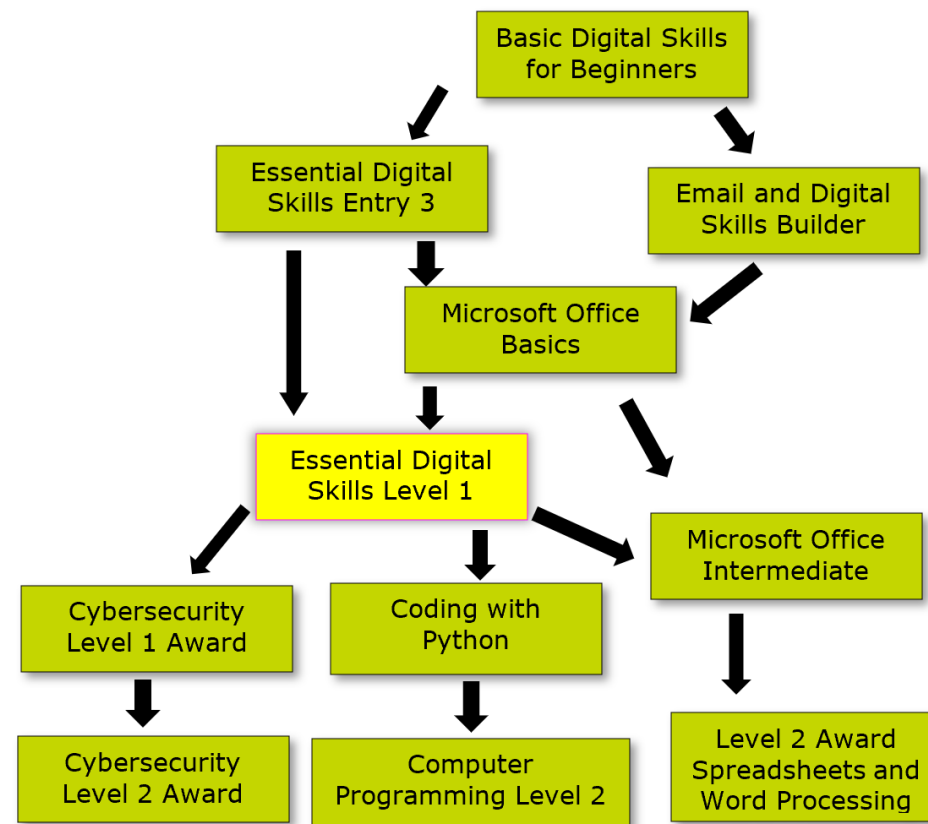 Basic Digital Skills
for Beginners
Essential Digital
Skills Entry 3
Email and Digital
Skills Builder
Microsoft Office
Basics
Essential Digital
Skills Level 1
Microsoft Office
Intermediate
Cybersecurity
Level 1 Award
Coding with
Python
Cybersecurity
Level 2 Award
Computer
Programming Level 2
Level 2 Award
Spreadsheets and
Word Processing